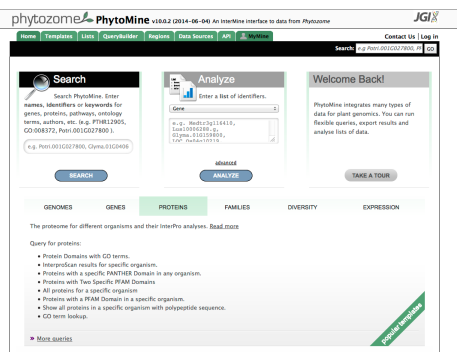 phytozome PhytoMine v10.0.2 (2014-06-04) An InterMine interface to data from Phytozome JGI
Home Templates Lists QueryBuilder Regions Data Sources API MyMine Contact Us | Log in
Search: e.g Potri.001G027800, Pl GO
Search
Search PhytoMine. Enter
names, identifiers or keywords for
genes, proteins, pathways, ontology
terms, authors, etc. (e.g. PTHR12905,
GO:008372, Potri.001G027800 ).
e.g. Potri.001G027800, Glyma.01G0406
SEARCH
Analyze
Enter a list of identifiers.
Gene
e.g. Medtr3g116410,
Lus10006288.g,
Glyma.01G159800,
advanced
ANALYZE
Welcome Back!
PhytoMine integrates many types of
data for plant genomics. You can run
flexible queries, export results and
analyse lists of data.
TAKE A TOUR
GENOMES GENES PROTEINS FAMILIES DIVERSITY EXPRESSION
The proteome for different organisms and their InterPro analyses. Read more
Query for proteins:
• Protein Domains with GO terms.
• InterproScan results for specific organism.
• Proteins with a specific PANTHER Domain in any organism.
• Proteins with Two Specific PFAM Domains
• All proteins for a specific organism
• Proteins with a PFAM Domain in a specific organism.
• Show all proteins in a specific organism with polypeptide sequence.
• GO term lookup.
» More queries
popular templates